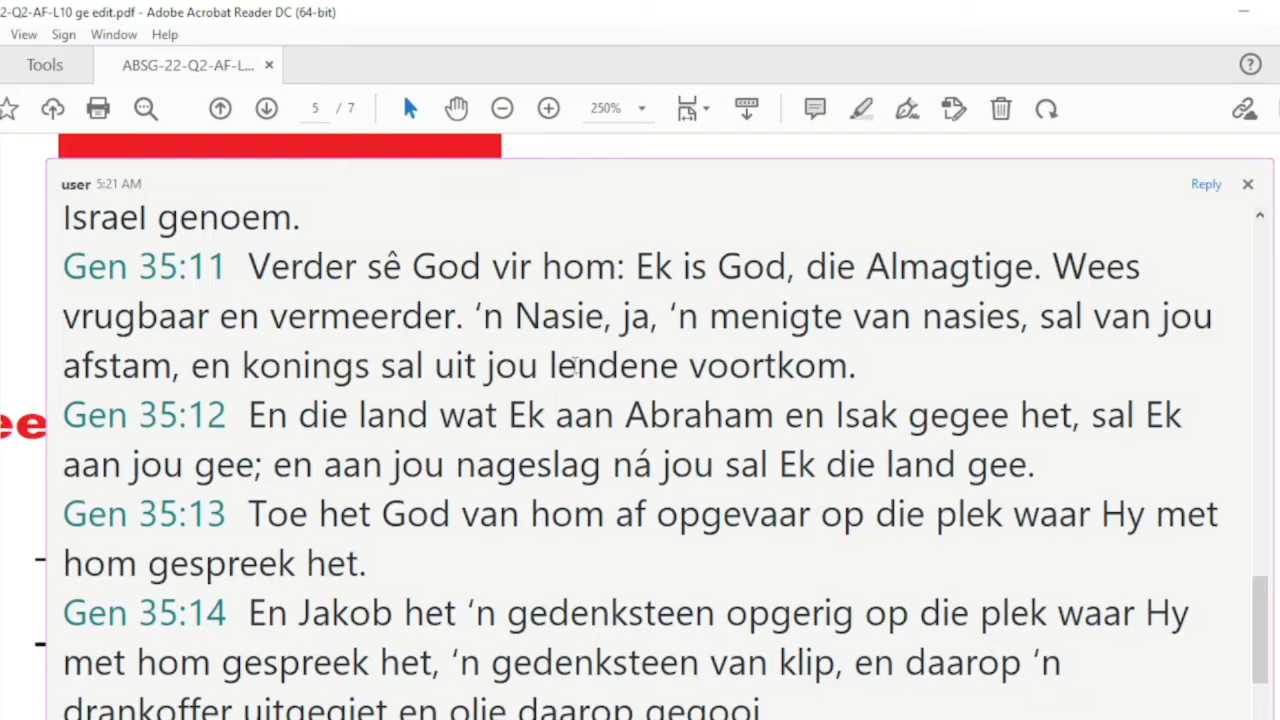 2-Q2-AF-L10 ge edit.pdf - Adobe Acrobat Reader DC (64-bit)
View Sign Window Help
Tools ABSG-22-Q2-AF-L... ×
5 / 7 250%
user 5:21 AM Reply
Israel genoem.
Gen 35:11 Verder sê God vir hom: Ek is God, die Almagtige. Wees
vrugbaar en vermeerder. ‘n Nasie, ja, ‘n menigte van nasies, sal van jou
afstam, en konings sal uit jou lendene voortkom.
Gen 35:12 En die land wat Ek aan Abraham en Isak gegee het, sal Ek
ee
aan jou gee; en aan jou nageslag ná jou sal Ek die land gee.
Gen 35:13 Toe het God van hom af opgevaar op die plek waar Hy met
hom gespreek het.
Gen 35:14 En Jakob het ‘n gedenksteen opgerig op die plek waar Hy
met hom gespreek het, ‘n gedenksteen van klip, en daarop ‘n
drankoffer uitgegiet en olie daarop gegooi